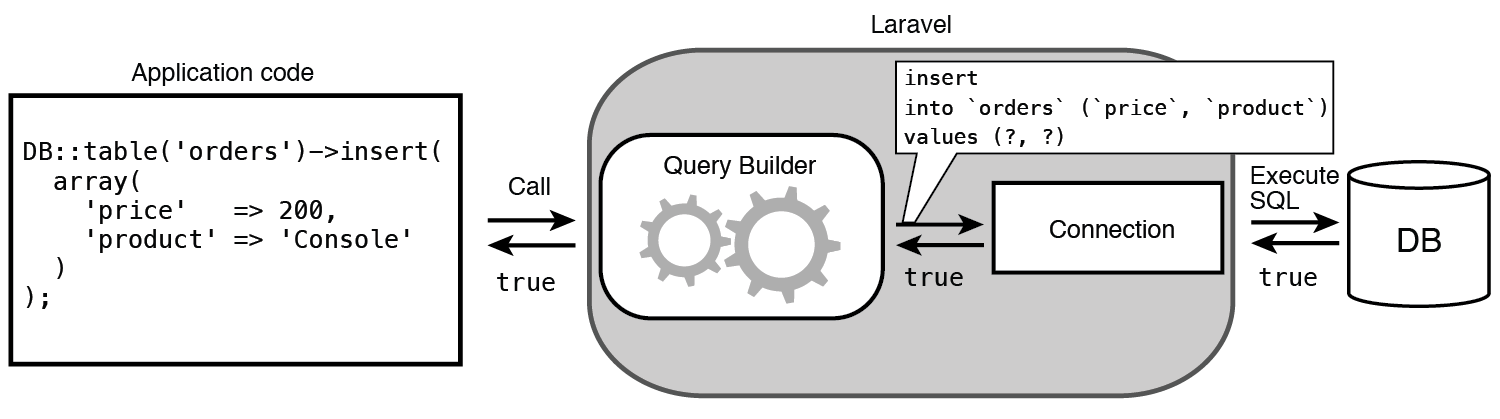 Laravel
Application code
DB::table('orders')->insert(
  array(
    'price'   => 200,
    'product' => 'Console'
  )
);
Call
true
Query Builder
insert
into `orders` (`price`, `product`)
values (?, ?)
true
Connection
Execute
SQL
true
DB